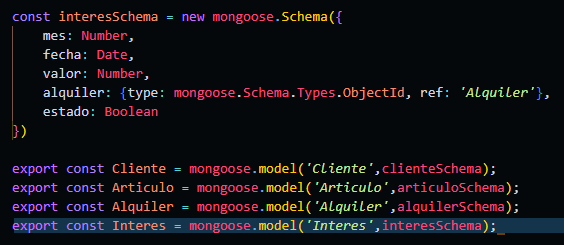 const interesSchema = new mongoose.Schema({
    mes: Number,
    fecha: Date,
    valor: Number,
    alquiler: {type: mongoose.Schema.Types.ObjectId, ref: 'Alquiler'},
    estado: Boolean
})

export const Cliente = mongoose.model('Cliente',clienteSchema);
export const Articulo = mongoose.model('Articulo',articuloSchema);
export const Alquiler = mongoose.model('Alquiler',alquilerSchema);
export const Interes = mongoose.model('Interes',interesSchema);